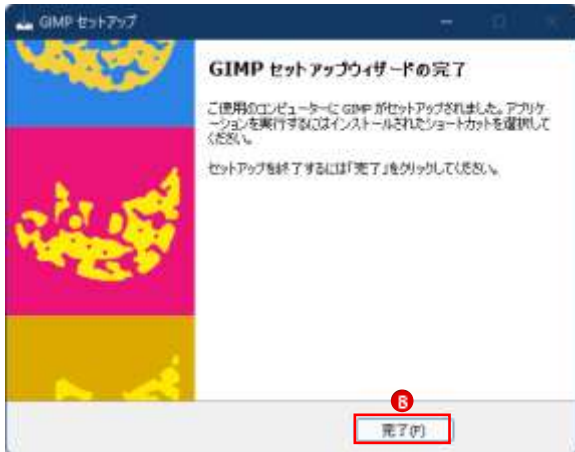 GIMP セットアップ
GIMP セットアップウィザードの完了
ご使用のコンピューターに GIMP がセットアップされました。アプリケ
ーションを実行するにはインストールされたショートカットを選択して
ください。
セットアップを終了するには「完了」をクリックしてください。
完了(F)